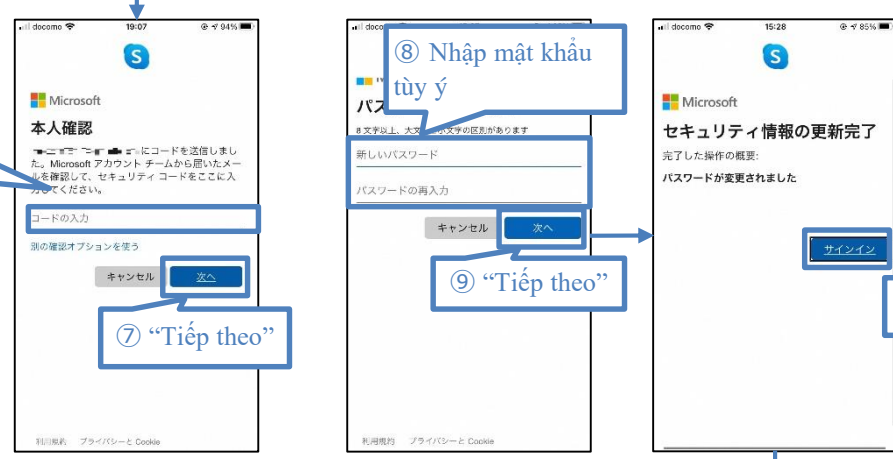 docomo
19:07
94%
S
Microsoft
本人確認
にコードを送信しまし
た。Microsoft アカウント チームから届いたメー
ルを確認して、セキュリティ コードをここに入
力してください。
コードの入力
別の確認オプションを使う
キャンセル
次へ
⑦ “Tiếp theo”
利用規約 プライバシーと Cookie
⑧ Nhập mật khẩu
tùy ý
8 文字以上、大文
文字の区別があります
新しいパスワード
パスワードの再入力
キャンセル
次へ
⑨ “Tiếp theo”
利用規約 プライバシーと Cookie
docomo
15:28
85%
S
Microsoft
セキュリティ情報の更新完了
完了した操作の概要:
パスワードが変更されました
サインイン